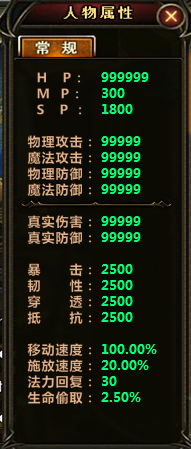 人物属性
常 规
H P： 999999
M P： 300
S P： 1800
物理攻击： 99999
魔法攻击： 99999
物理防御： 99999
魔法防御： 99999
真实伤害： 99999
真实防御： 99999
暴 击： 2500
韧 性： 2500
穿 透： 2500
抵 抗： 2500
移动速度： 100.00%
施放速度： 20.00%
法力回复： 30
生命偷取： 2.50%